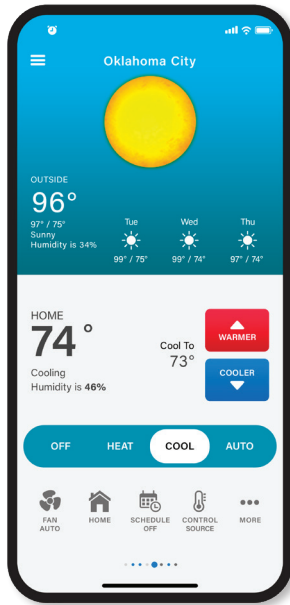 Oklahoma City
OUTSIDE
96°
97° / 75°
Sunny
Humidity is 34%
Tue
99° / 75°
Wed
99° / 74°
Thu
97° / 74°
HOME
74°
Cooling
Humidity is 46%
Cool To
73°
WARMER
COOLER
OFF HEAT COOL AUTO
FAN
AUTO
HOME
SCHEDULE
OFF
CONTROL
SOURCE
MORE